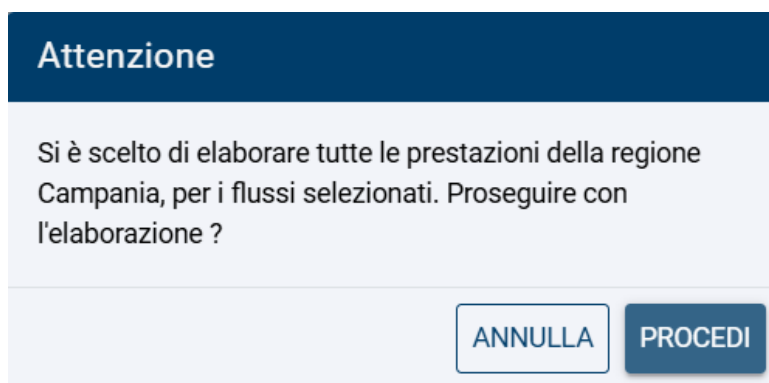 Attenzione
Si è scelto di elaborare tutte le prestazioni della regione
Campania, per i flussi selezionati. Proseguire con
l'elaborazione ?
ANNULLA PROCEDI